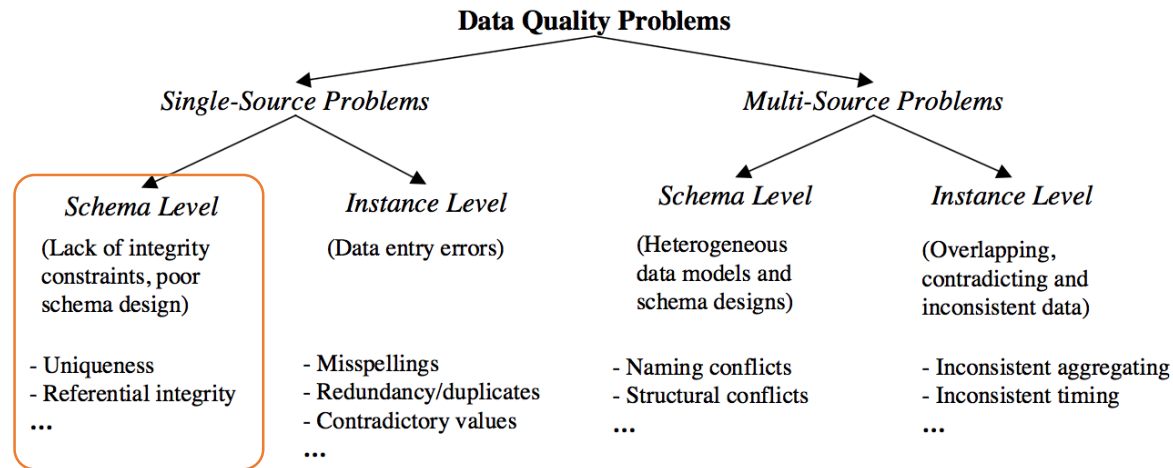 Data Quality Problems
Single-Source Problems
Multi-Source Problems
Schema Level
(Lack of integrity
constraints, poor
schema design)
- Uniqueness
- Referential integrity
...
Instance Level
(Data entry errors)
- Misspellings
- Redundancy/duplicates
- Contradictory values
...
Schema Level
(Heterogeneous
data models and
schema designs)
- Naming conflicts
- Structural conflicts
...
Instance Level
(Overlapping,
contradicting and
inconsistent data)
- Inconsistent aggregating
- Inconsistent timing
...